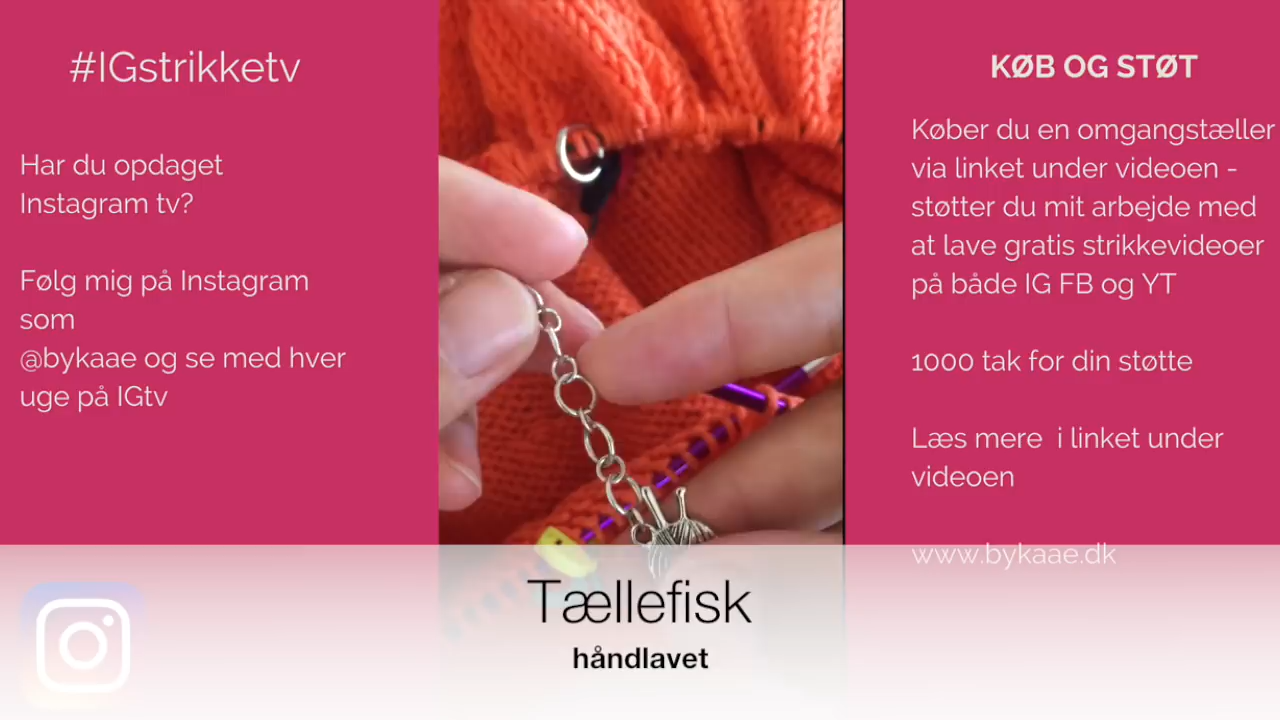 #IGstrikketv
Har du opdaget
Instagram tv?
Følg mig på Instagram
som
@bykaae og se med hver
uge på IGtv
KØB OG STØT
Køber du en omgangstæller
via linket under videoen -
støtter du mit arbejde med
at lave gratis strikkevideoer
på både IG FB og YT
1000 tak for din støtte
Læs mere  i linket under
videoen
www.bykaae.dk
Tællefisk
håndlavet